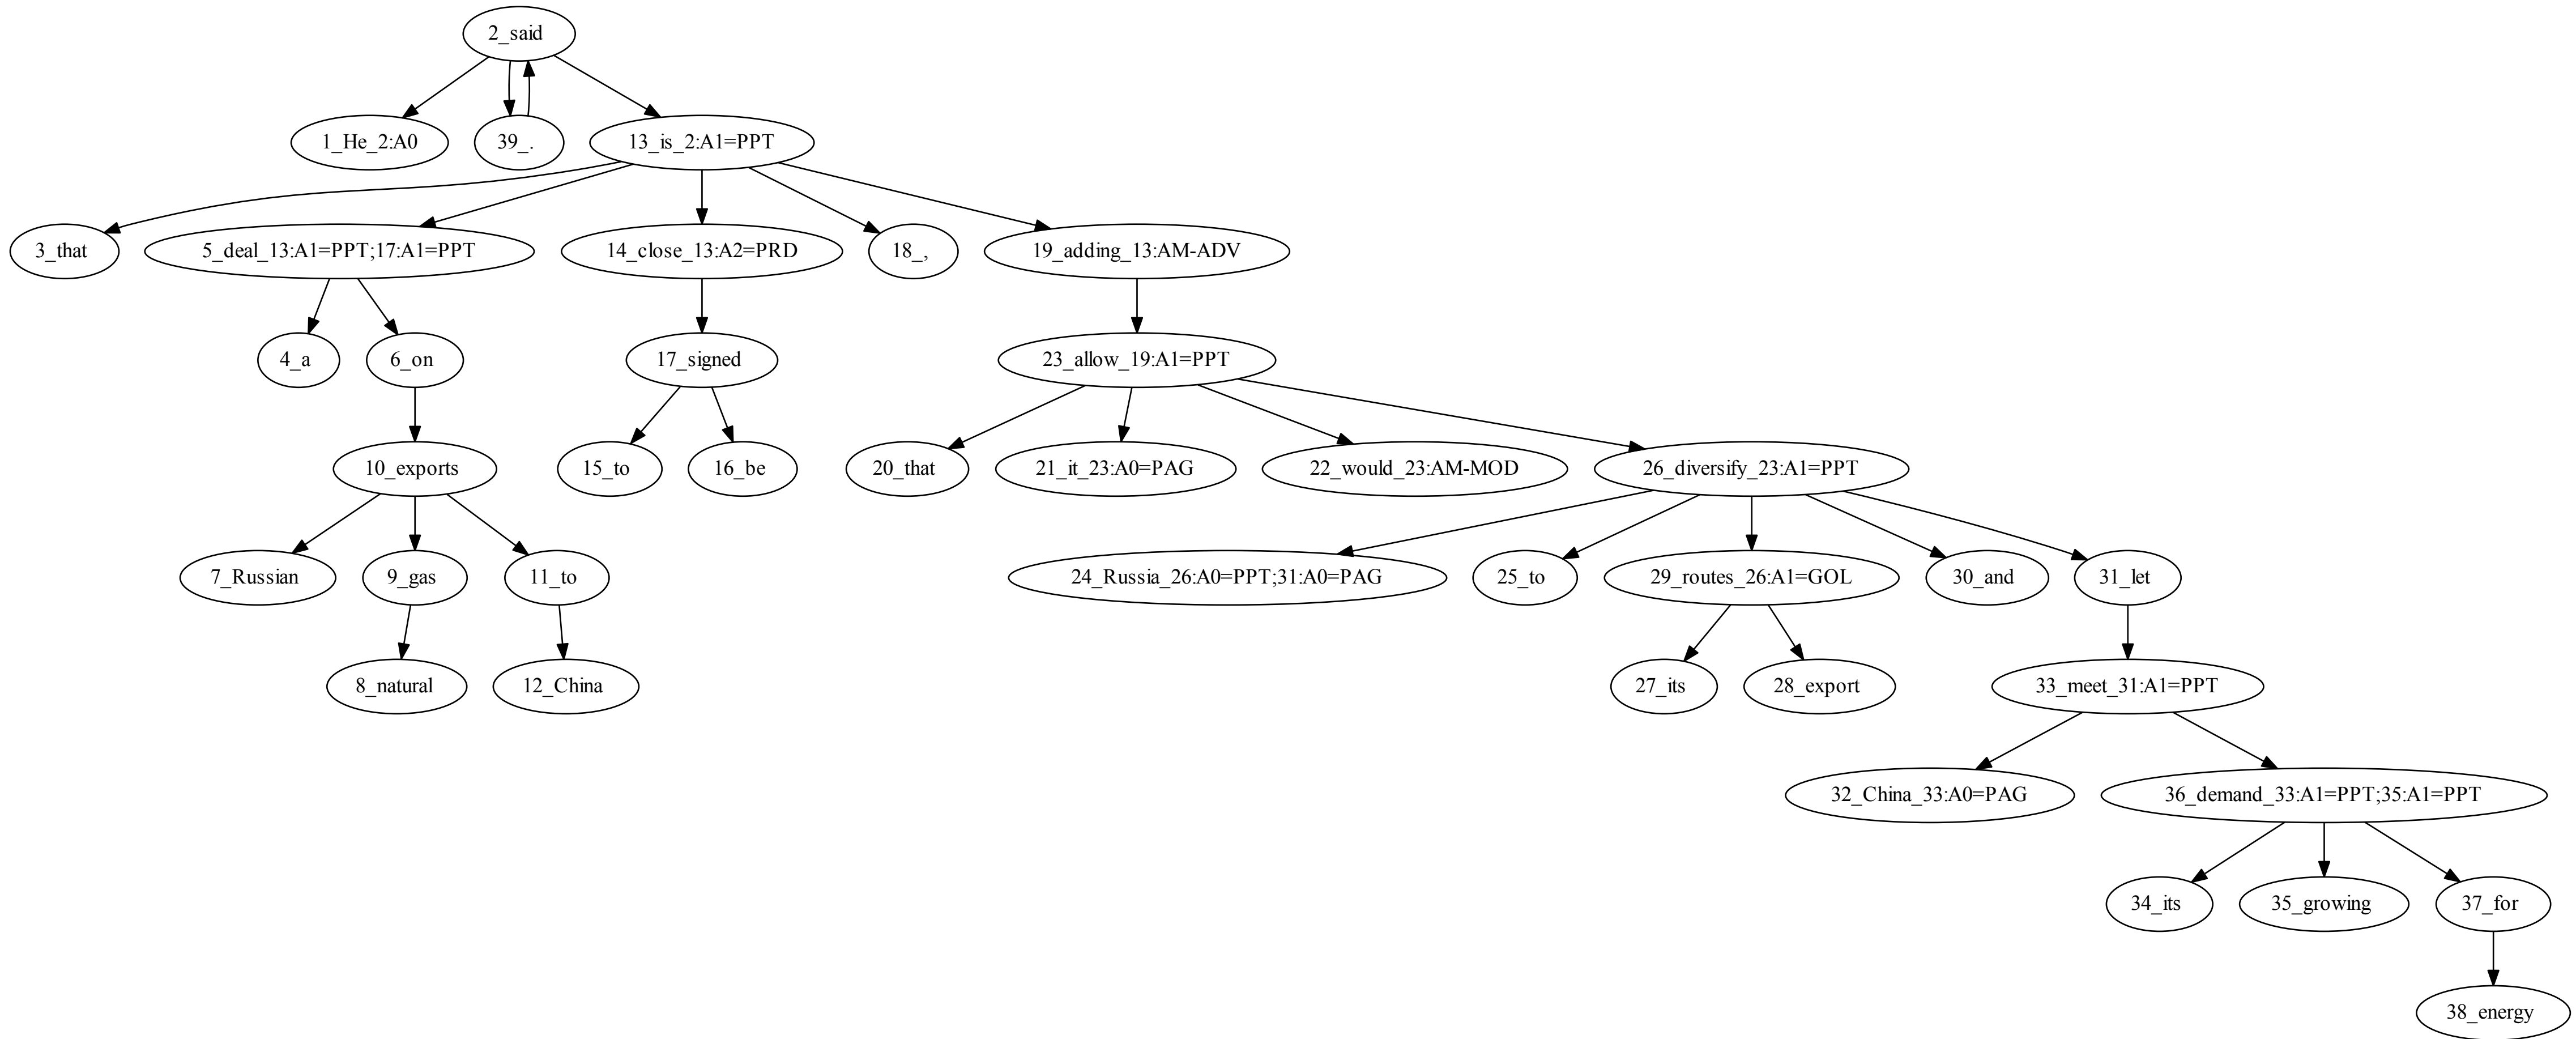 2_said
1_He_2:A0
39_.
13_is_2:A1=PPT
3_that
5_deal_13:A1=PPT;17:A1=PPT
14_close_13:A2=PRD
18_,
19_adding_13:AM-ADV
4_a
6_on
17_signed
23_allow_19:A1=PPT
10_exports
15_to
16_be
20_that
21_it_23:A0=PAG
22_would_23:AM-MOD
26_diversify_23:A1=PPT
7_Russian
9_gas
11_to
24_Russia_26:A0=PPT;31:A0=PAG
25_to
29_routes_26:A1=GOL
30_and
31_let
8_natural
12_China
27_its
28_export
33_meet_31:A1=PPT
32_China_33:A0=PAG
36_demand_33:A1=PPT;35:A1=PPT
34_its
35_growing
37_for
38_energy